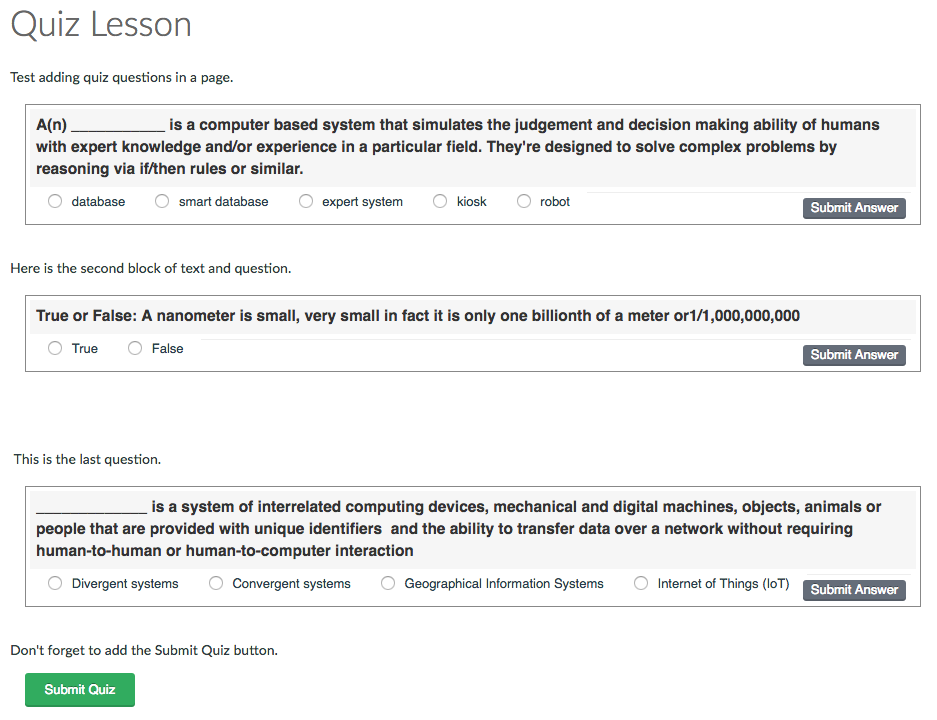 Quiz Lesson
Test adding quiz questions in a page.
A(n) ____________ is a computer based system that simulates the judgement and decision making ability of humans
with expert knowledge and/or experience in a particular field. They're designed to solve complex problems by
reasoning via if/then rules or similar.
database smart database expert system kiosk robot
Submit Answer
Here is the second block of text and question.
True or False: A nanometer is small, very small in fact it is only one billionth of a meter or1/1,000,000,000
True False
Submit Answer
This is the last question.
______________ is a system of interrelated computing devices, mechanical and digital machines, objects, animals or
people that are provided with unique identifiers  and the ability to transfer data over a network without requiring
human-to-human or human-to-computer interaction
Divergent systems Convergent systems Geographical Information Systems Internet of Things (IoT)
Submit Answer
Don't forget to add the Submit Quiz button.
Submit Quiz